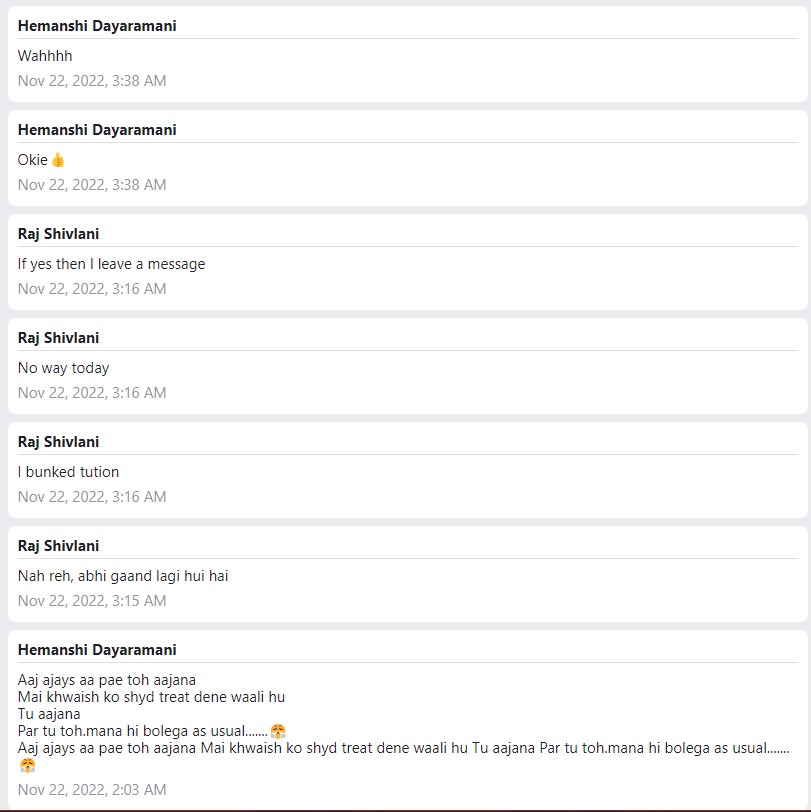 Hemanshi Dayaramani
Wahhhh
Nov 22, 2022, 3:38 AM
Hemanshi Dayaramani
Okie👍
Nov 22, 2022, 3:38 AM
Raj Shivlani
If yes then I leave a message
Nov 22, 2022, 3:16 AM
Raj Shivlani
No way today
Nov 22, 2022, 3:16 AM
Raj Shivlani
I bunked tution
Nov 22, 2022, 3:16 AM
Raj Shivlani
Nah reh, abhi gaand lagi hui hai
Nov 22, 2022, 3:15 AM
Hemanshi Dayaramani
Aaj ajays aa pae toh aajana
Mai khwaish ko shyd treat dene waali hu
Tu aajana
Par tu toh.mana hi bolega as usual.......😤
Aaj ajays aa pae toh aajana Mai khwaish ko shyd treat dene waali hu Tu aajana Par tu toh.mana hi bolega as usual.......
😤
Nov 22, 2022, 2:03 AM